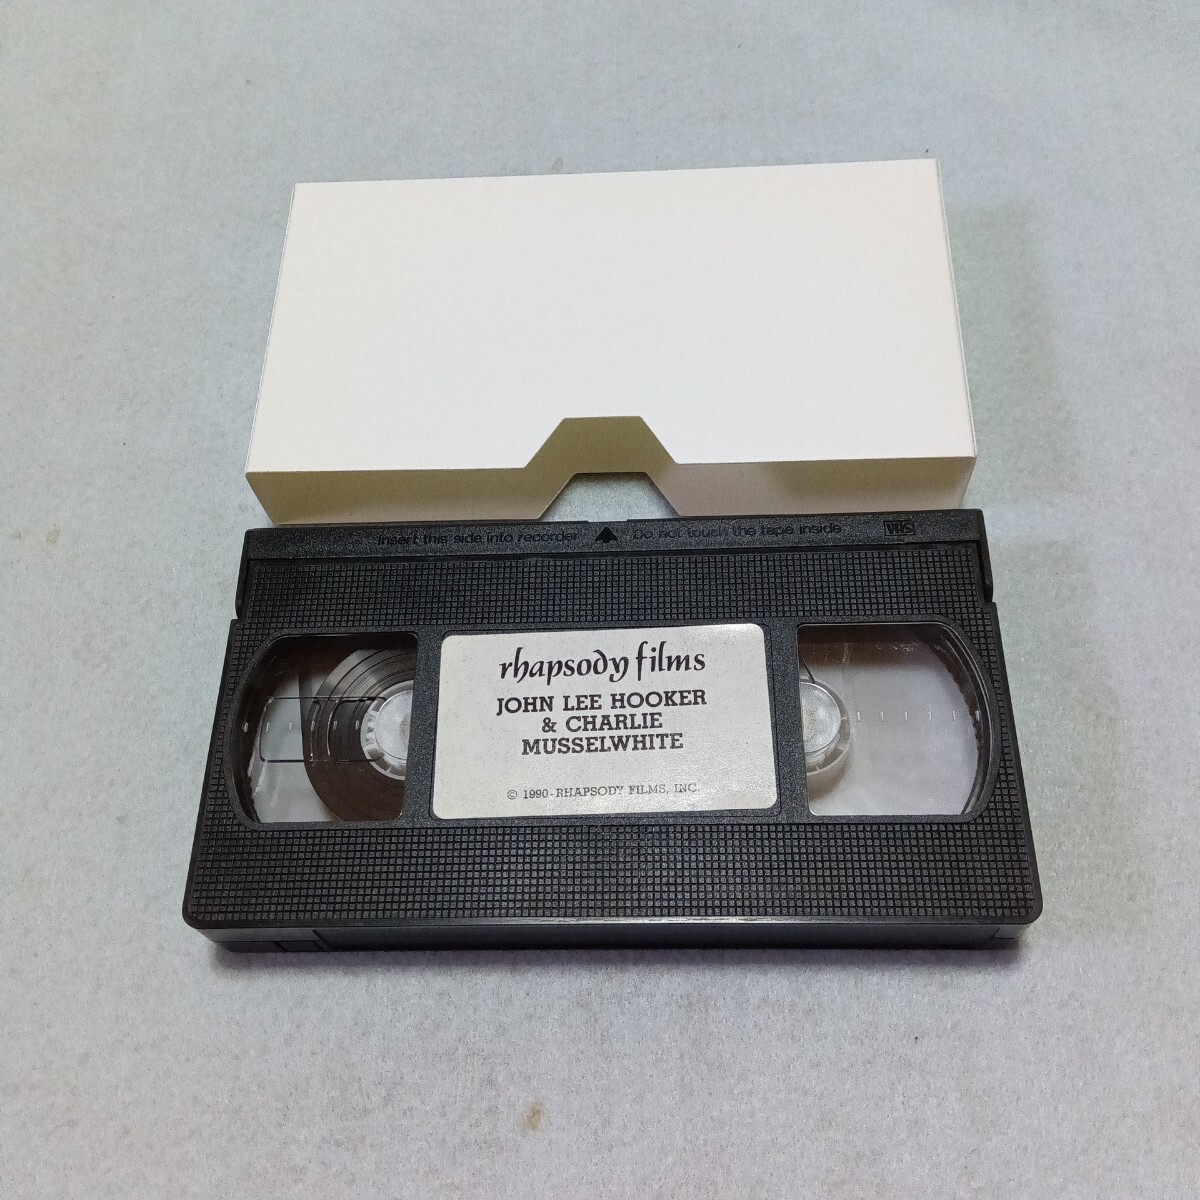 Insert this side into recorder Do not touch the tape inside VHS
rhapsody films
JOHN LEE HOOKER
& CHARLIE
MUSSELWHITE
© 1990-RHAPSODY FILMS, INC.